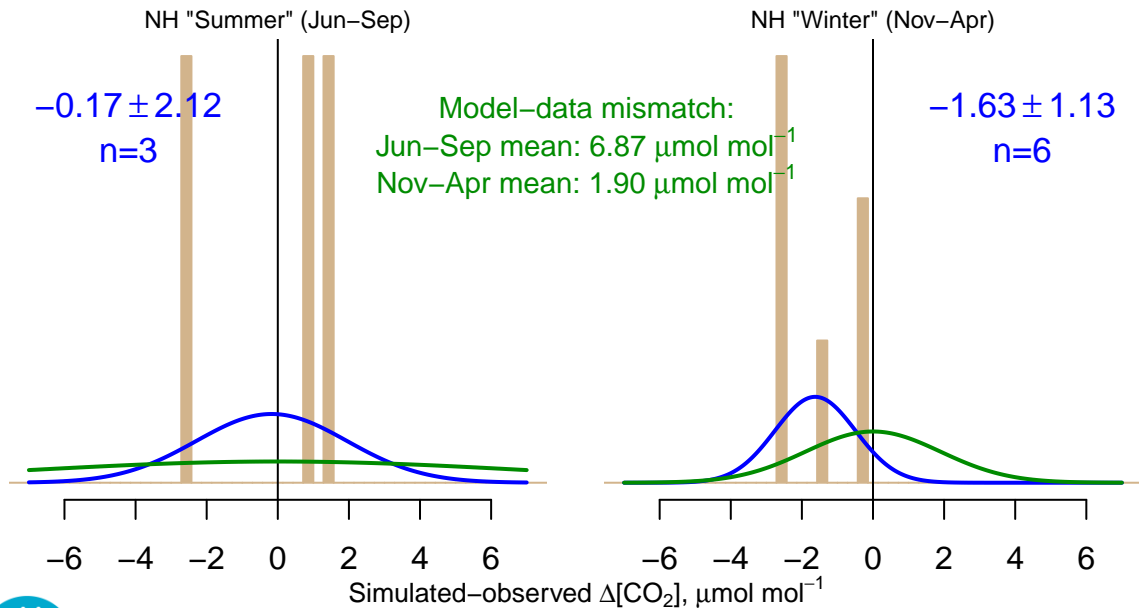 NH "Summer" (Jun−Sep)
NH "Winter" (Nov−Apr)
−0.17 ± 2.12
n=3
Model−data mismatch:
Jun−Sep mean: 6.87 μmol mol⁻¹
Nov−Apr mean: 1.90 μmol mol⁻¹
−1.63 ± 1.13
n=6
−6 −4 −2 0 2 4 6
−6 −4 −2 0 2 4 6
Simulated−observed Δ[CO₂], μmol mol⁻¹